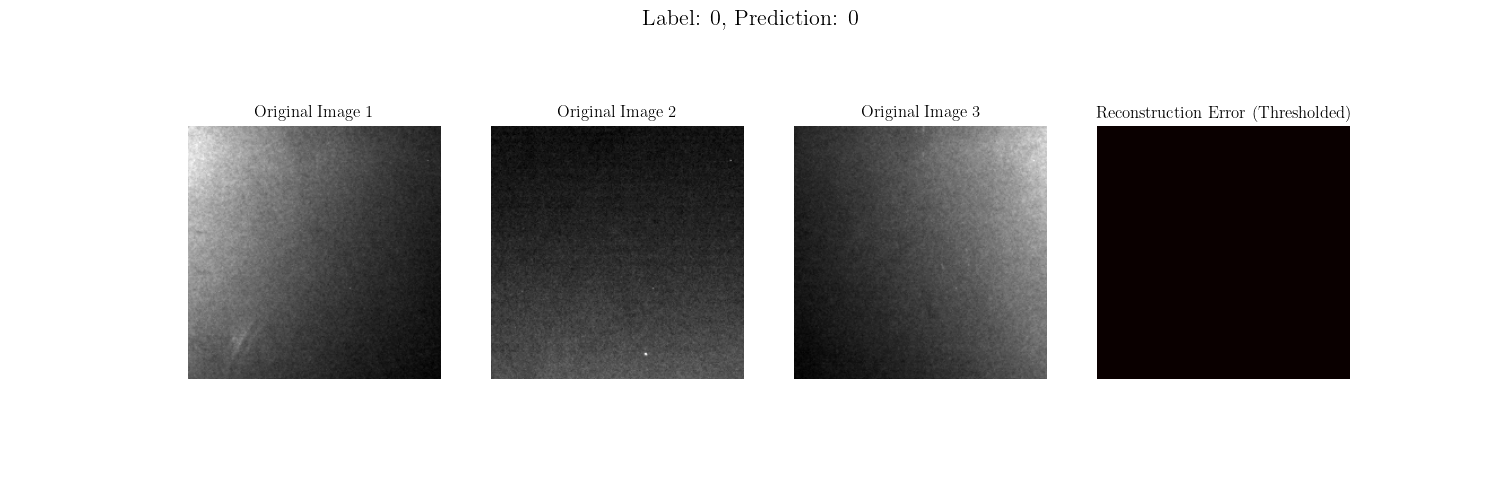 Label: 0, Prediction: 0
Original Image 1
Original Image 2
Original Image 3
Reconstruction Error (Thresholded)